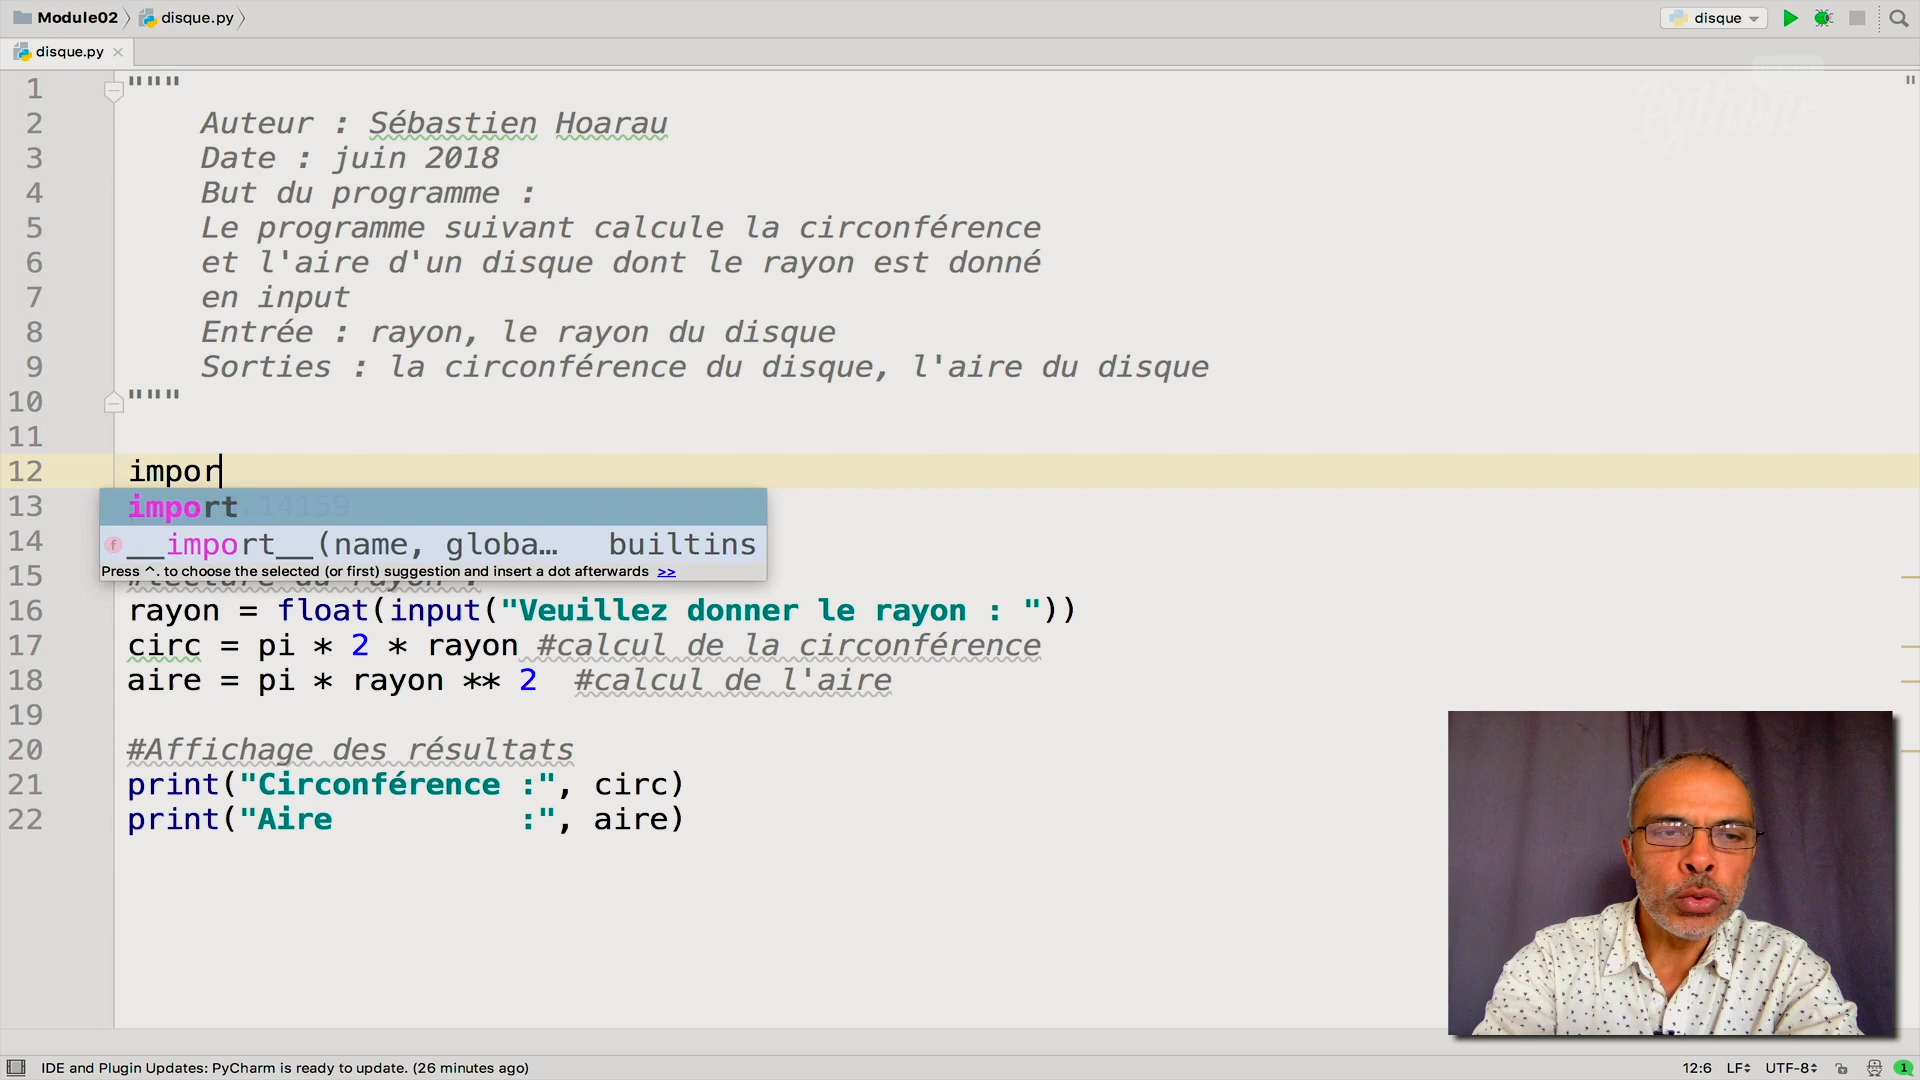 Module02
disque.py
disque
disque.py
1 """
2 Auteur : Sébastien Hoarau
3 Date : juin 2018
4 But du programme :
5 Le programme suivant calcule la circonférence
6 et l'aire d'un disque dont le rayon est donné
7 en input
8 Entrée : rayon, le rayon du disque
9 Sorties : la circonférence du disque, l'aire du disque
10 """
11
12 impor
13 import .14159
14 __import__(name, globa… builtins
Press ^. to choose the selected (or first) suggestion and insert a dot afterwards >>
15 #lecture du rayon :
16 rayon = float(input("Veuillez donner le rayon : "))
17 circ = pi * 2 * rayon #calcul de la circonférence
18 aire = pi * rayon ** 2 #calcul de l'aire
19
20 #Affichage des résultats
21 print("Circonférence :", circ)
22 print("Aire :", aire)
Python
IDE and Plugin Updates: PyCharm is ready to update. (26 minutes ago)
12:6 LF UTF-8 1